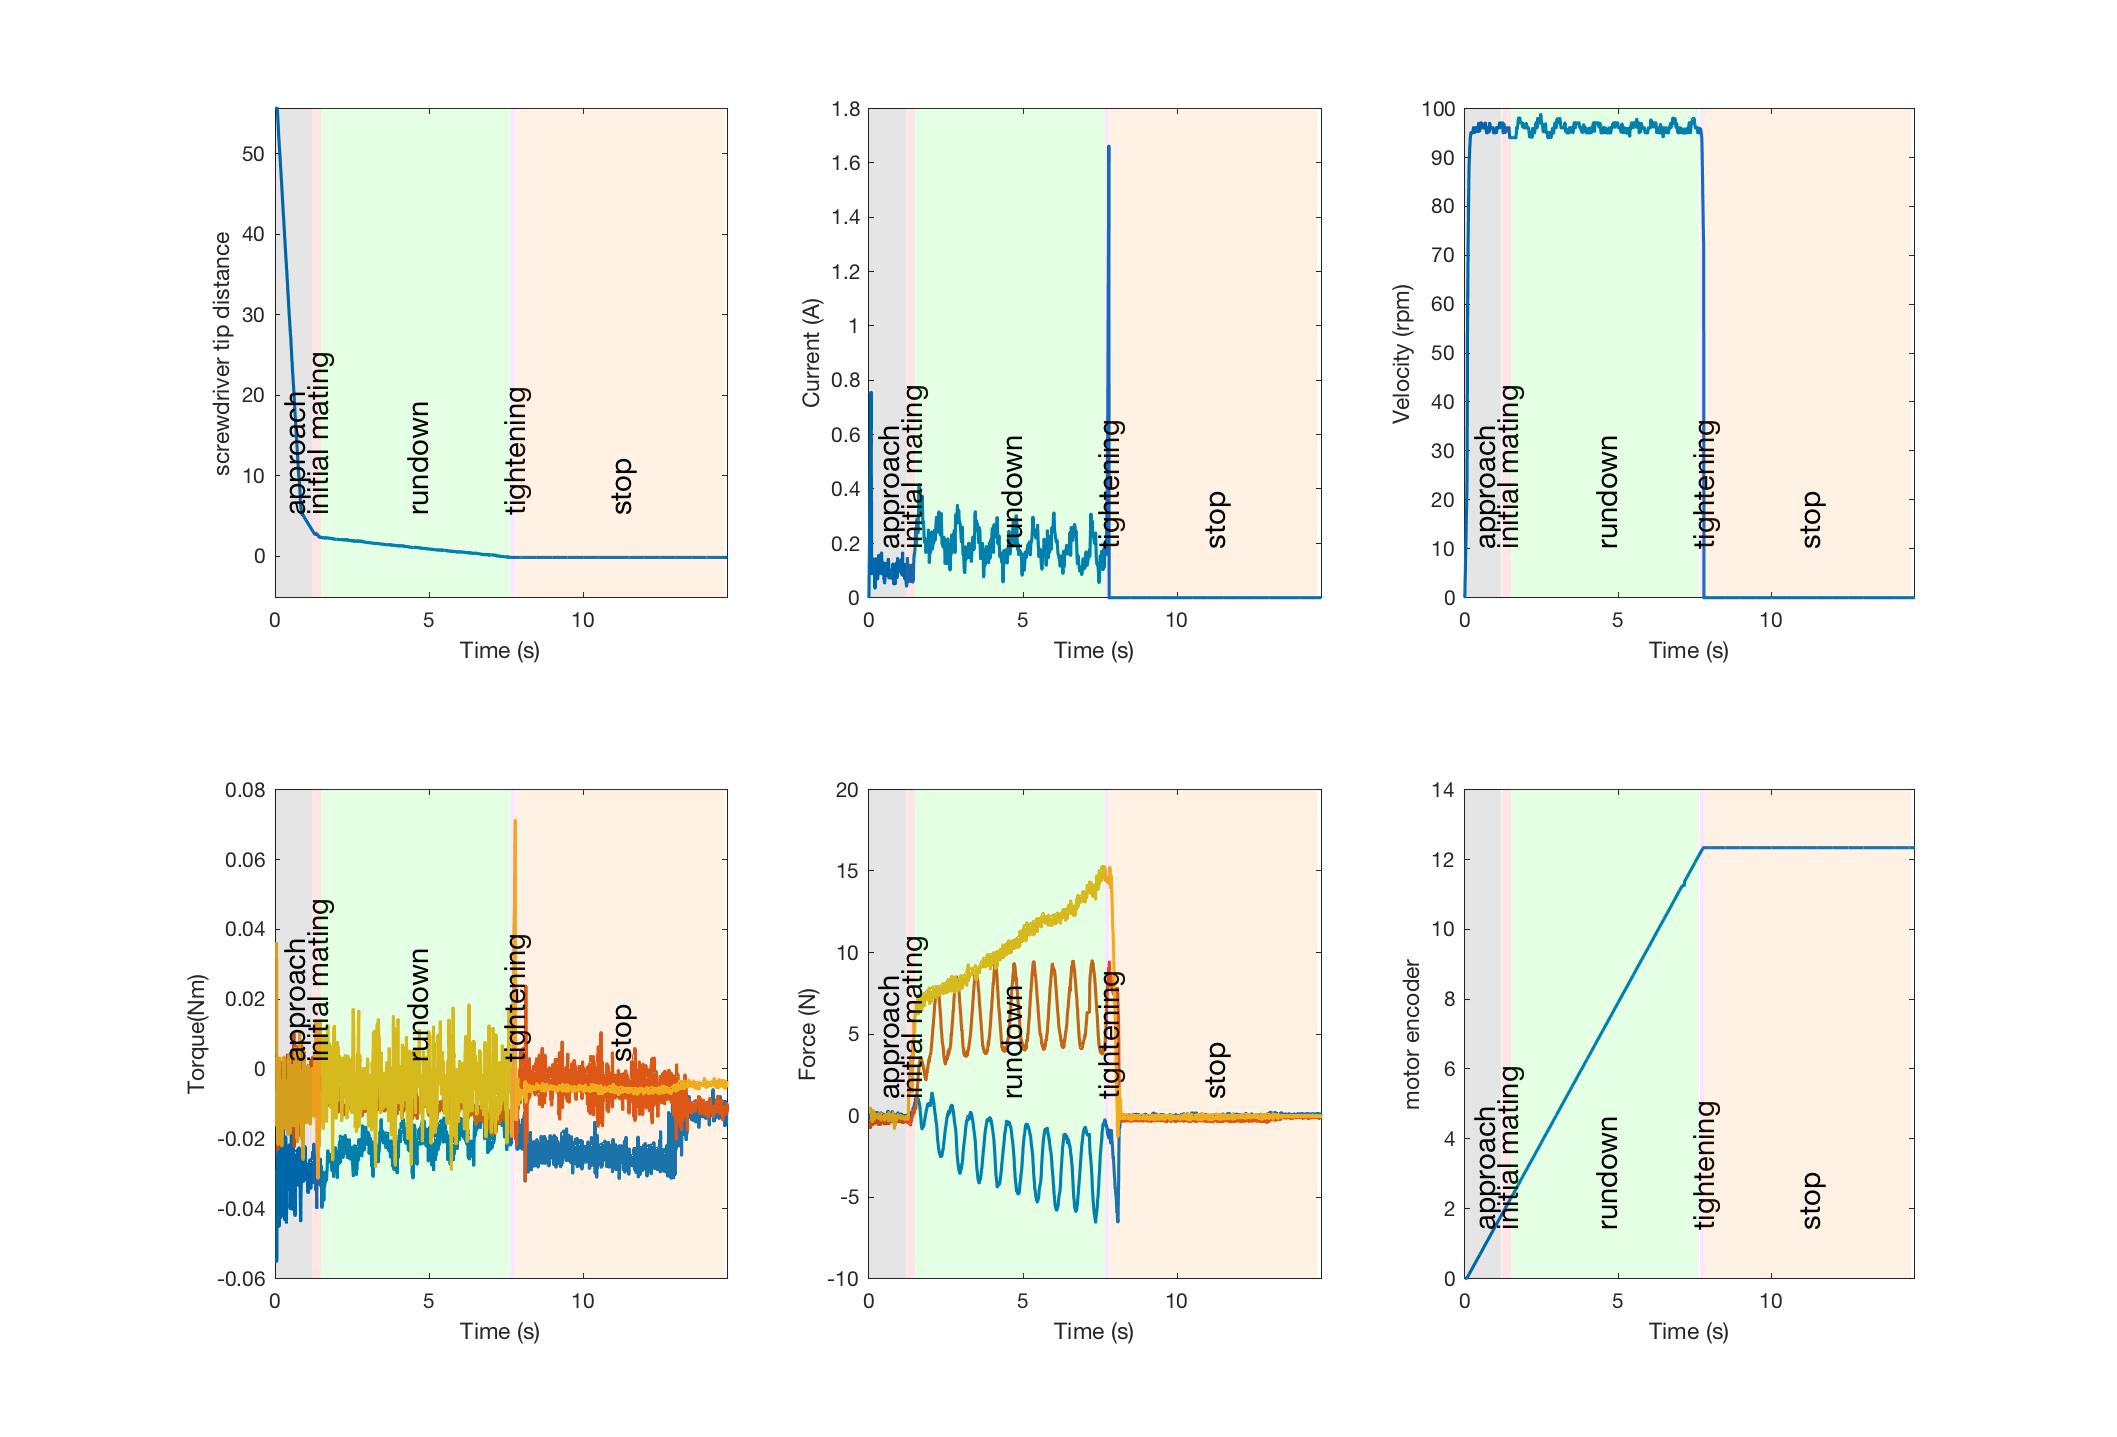 50
40
30
20
10
0
screwdriver tip distance
approach
initial mating
rundown
tightening
stop
0 5 10
Time (s)
1.8
1.6
1.4
1.2
1
0.8
0.6
0.4
0.2
0
Current (A)
approach
initial mating
rundown
tightening
stop
0 5 10
Time (s)
100
90
80
70
60
50
40
30
20
10
0
Velocity (rpm)
approach
initial mating
rundown
tightening
stop
0 5 10
Time (s)
0.08
0.06
0.04
0.02
0
-0.02
-0.04
-0.06
Torque(Nm)
approach
initial mating
rundown
tightening
stop
0 5 10
Time (s)
20
15
10
5
0
-5
-10
Force (N)
approach
initial mating
rundown
tightening
stop
0 5 10
Time (s)
14
12
10
8
6
4
2
0
motor encoder
approach
initial mating
rundown
tightening
stop
0 5 10
Time (s)